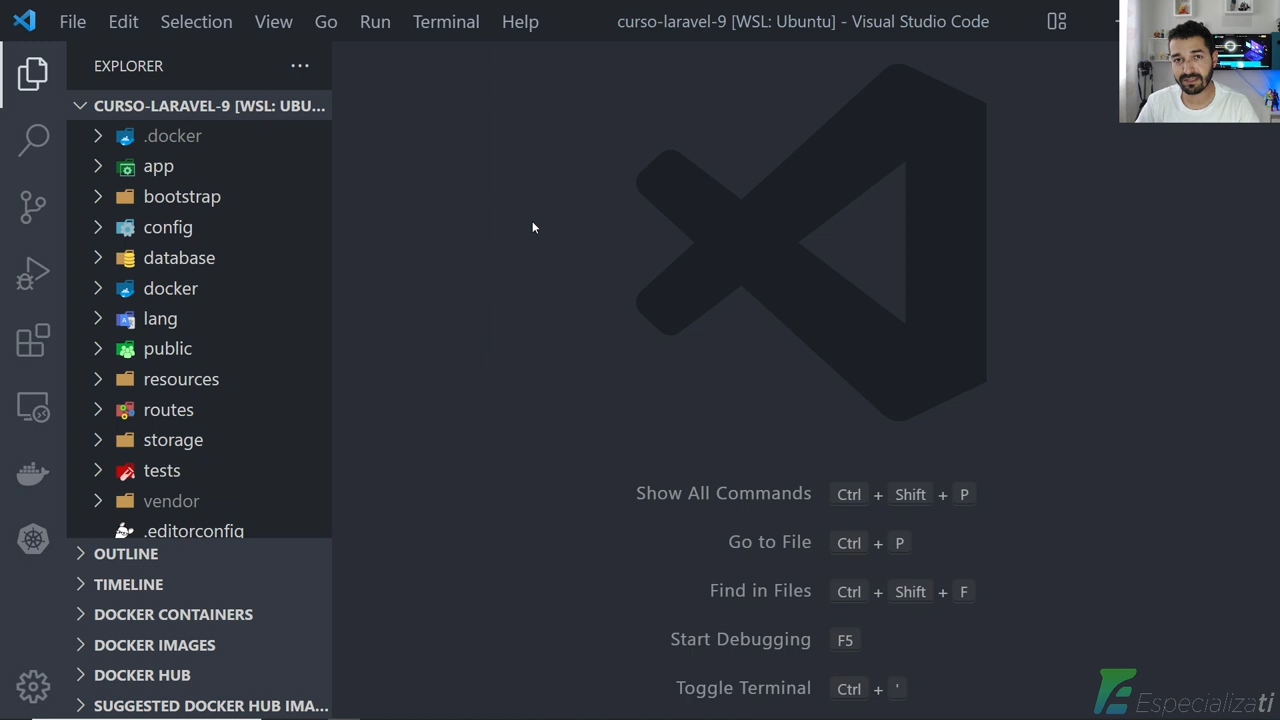 File Edit Selection View Go Run Terminal Help curso-laravel-9 [WSL: Ubuntu] - Visual Studio Code
EXPLORER
CURSO-LARAVEL-9 [WSL: UBU...
.docker
app
bootstrap
config
database
docker
lang
public
resources
routes
storage
tests
vendor
.editorconfig
OUTLINE
TIMELINE
DOCKER CONTAINERS
DOCKER IMAGES
DOCKER HUB
SUGGESTED DOCKER HUB IMA...
Show All Commands Ctrl + Shift + P
Go to File Ctrl + P
Find in Files Ctrl + Shift + F
Start Debugging F5
Toggle Terminal Ctrl + '
Especializati